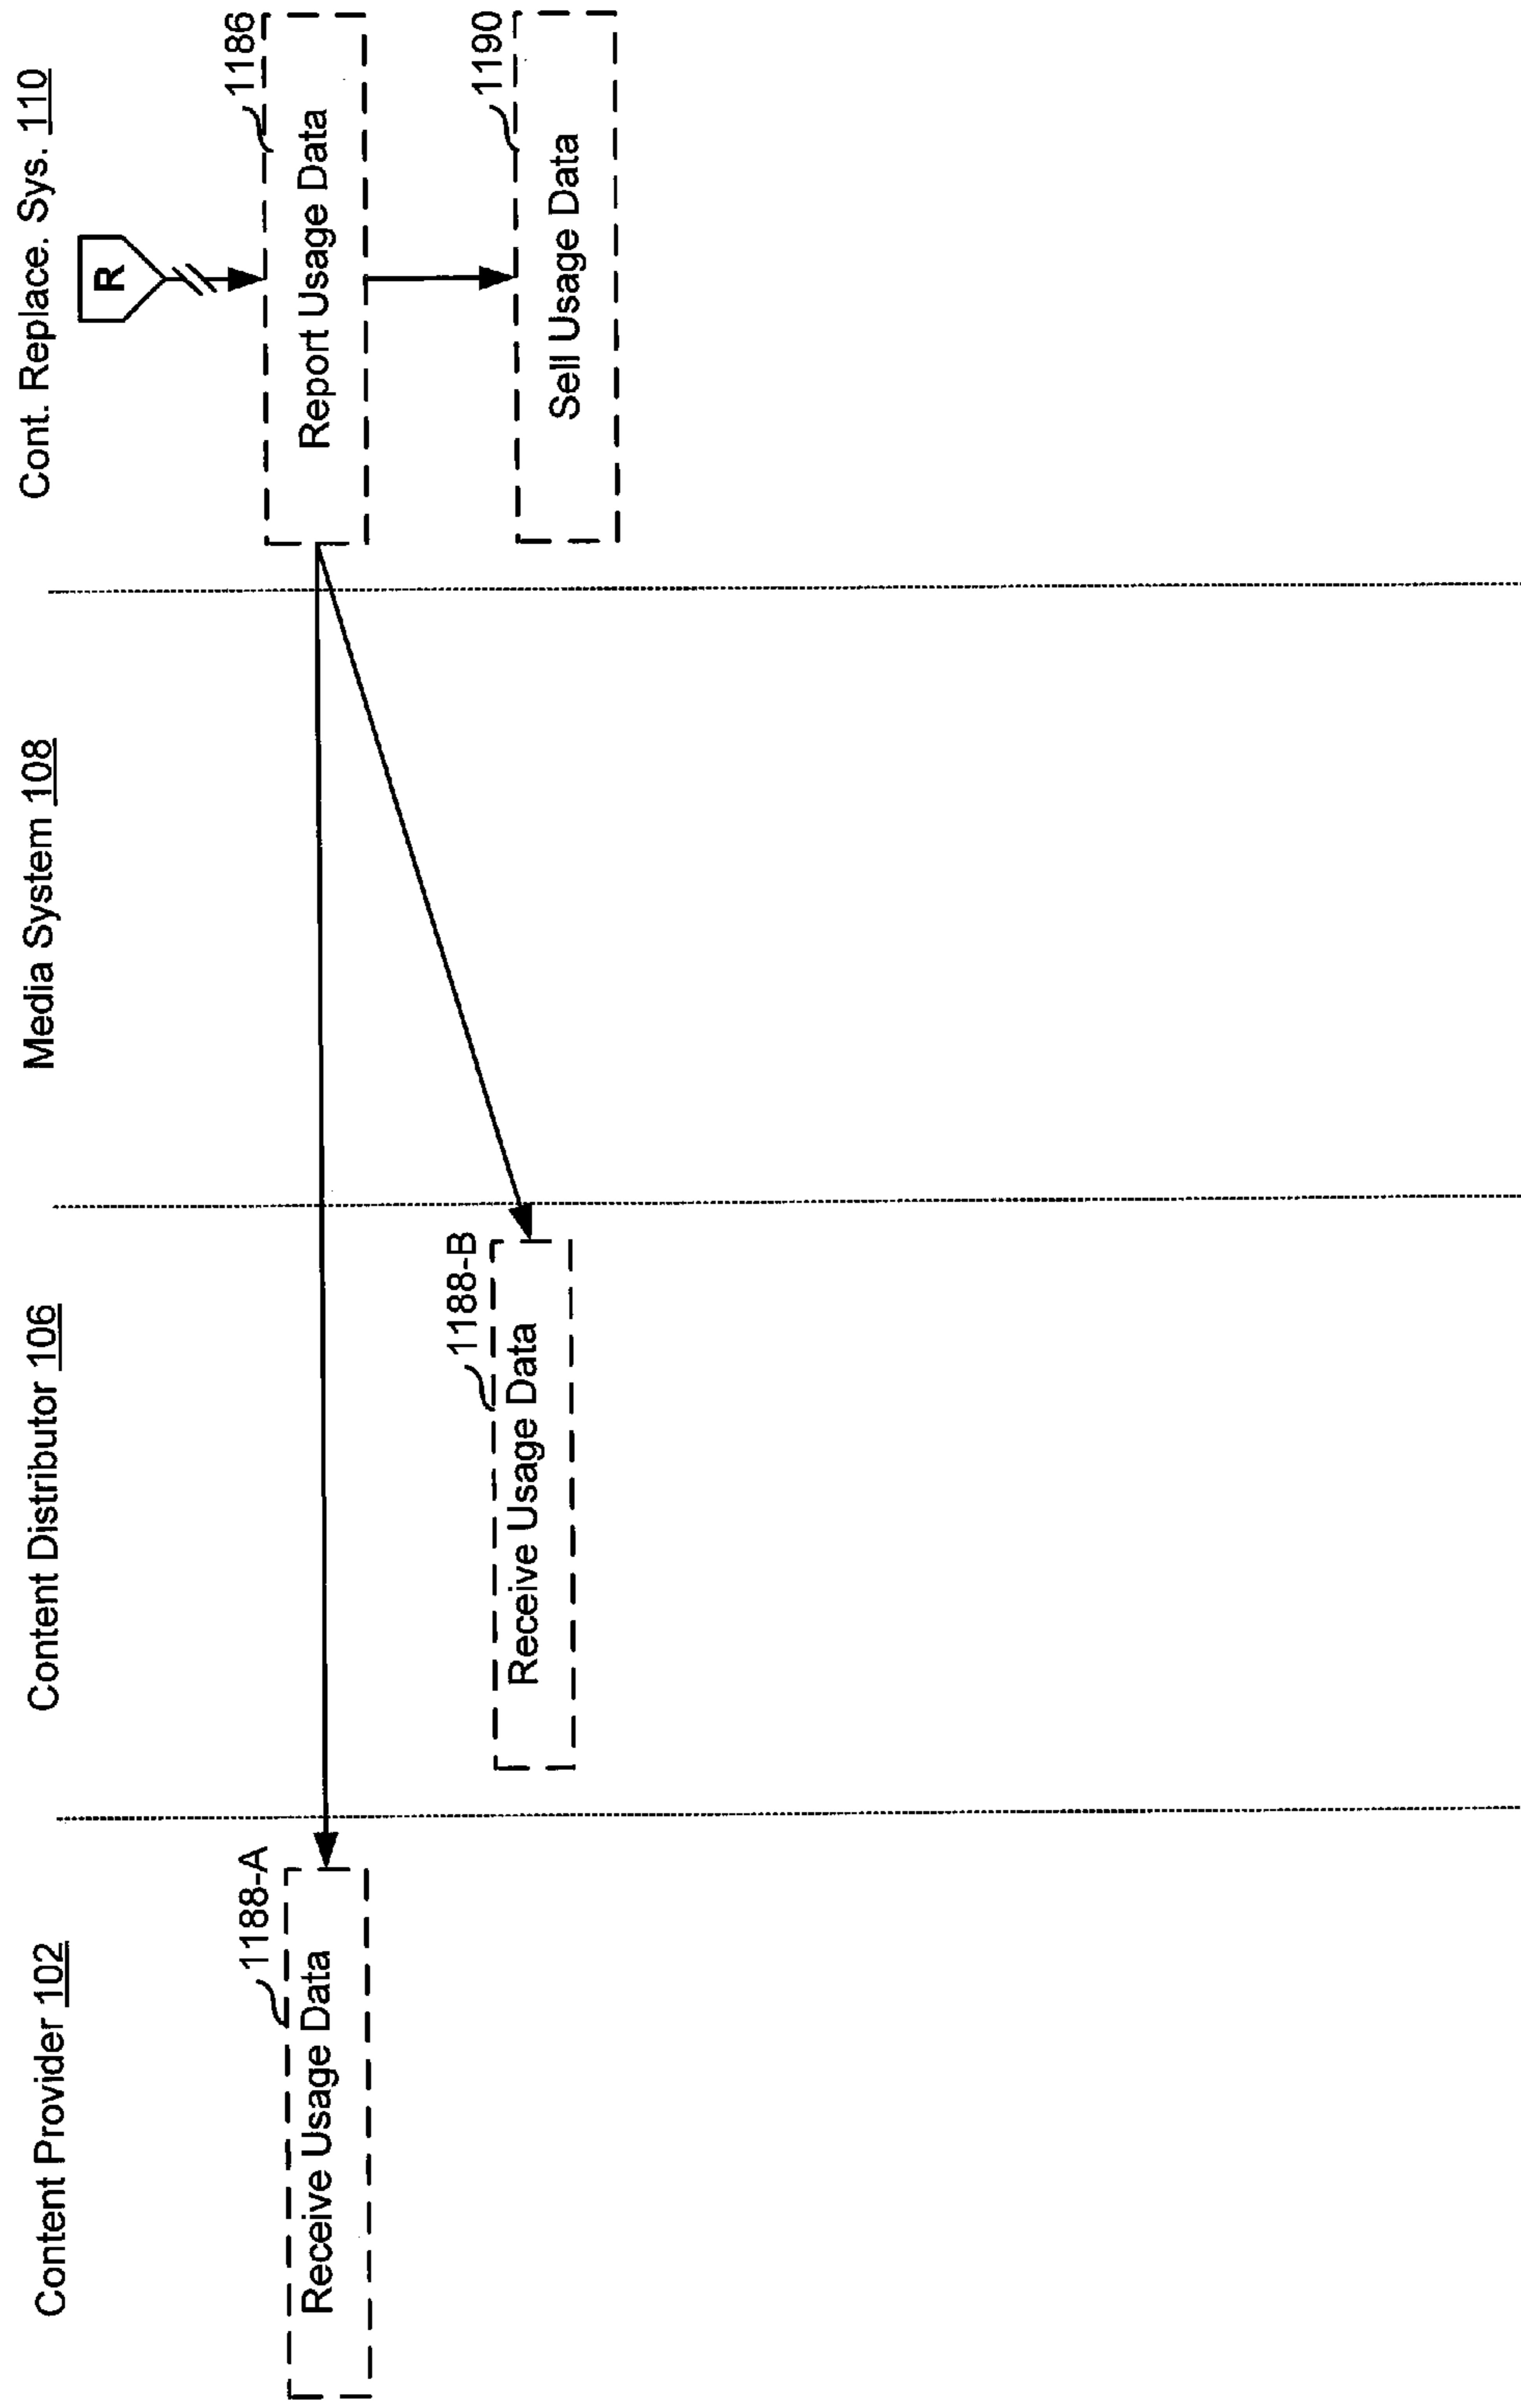 Content Provider 102
Content Distributor 106
Media System 108
Cont. Replace. Sys. 110
R
1188-A
Receive Usage Data
1186
Report Usage Data
1188-B
Receive Usage Data
1190
Sell Usage Data